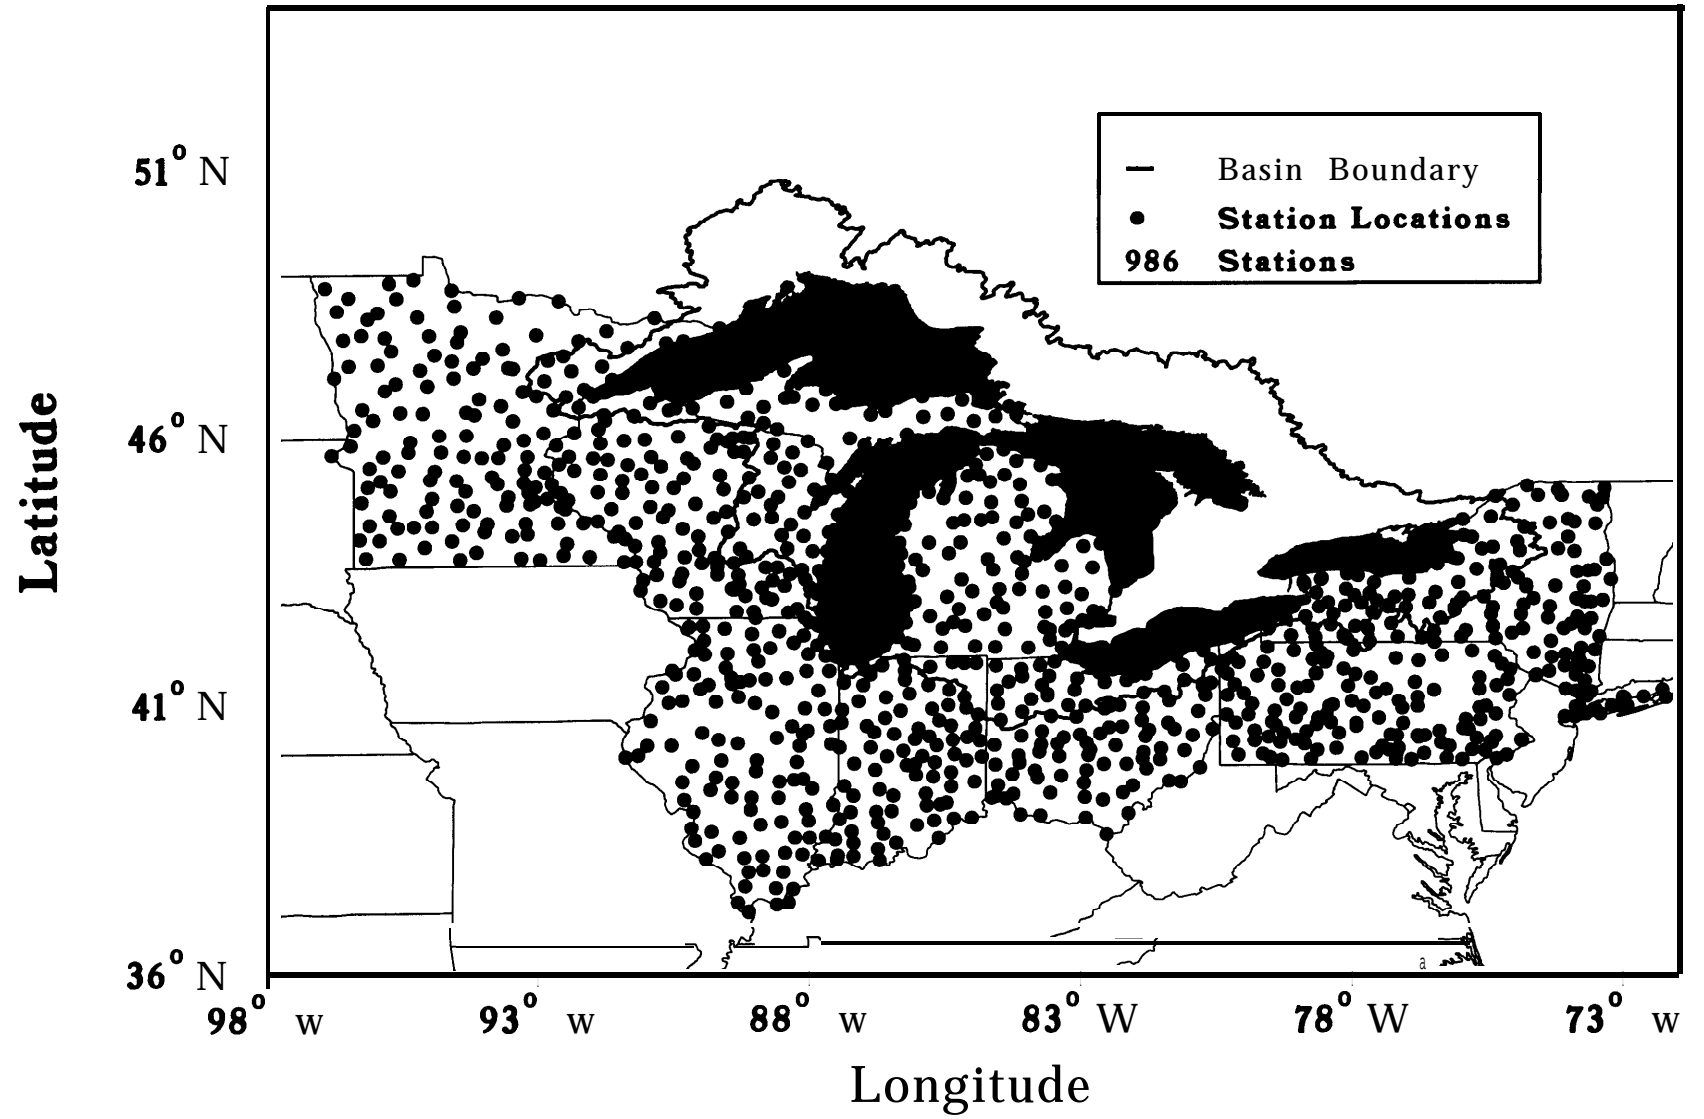 51° N
46° N
41° N
36° N
Latitude
— Basin Boundary
● Station Locations
986 Stations
a
98° w
93° w
88° w
83° W
78° W
73° w
Longitude